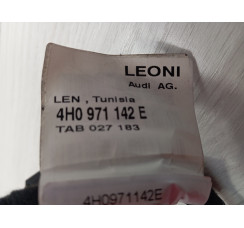 LEONI
Audi AG.
LEN , Tunisia
4H0 971 142 E
TAB 027 183
4H0971142E